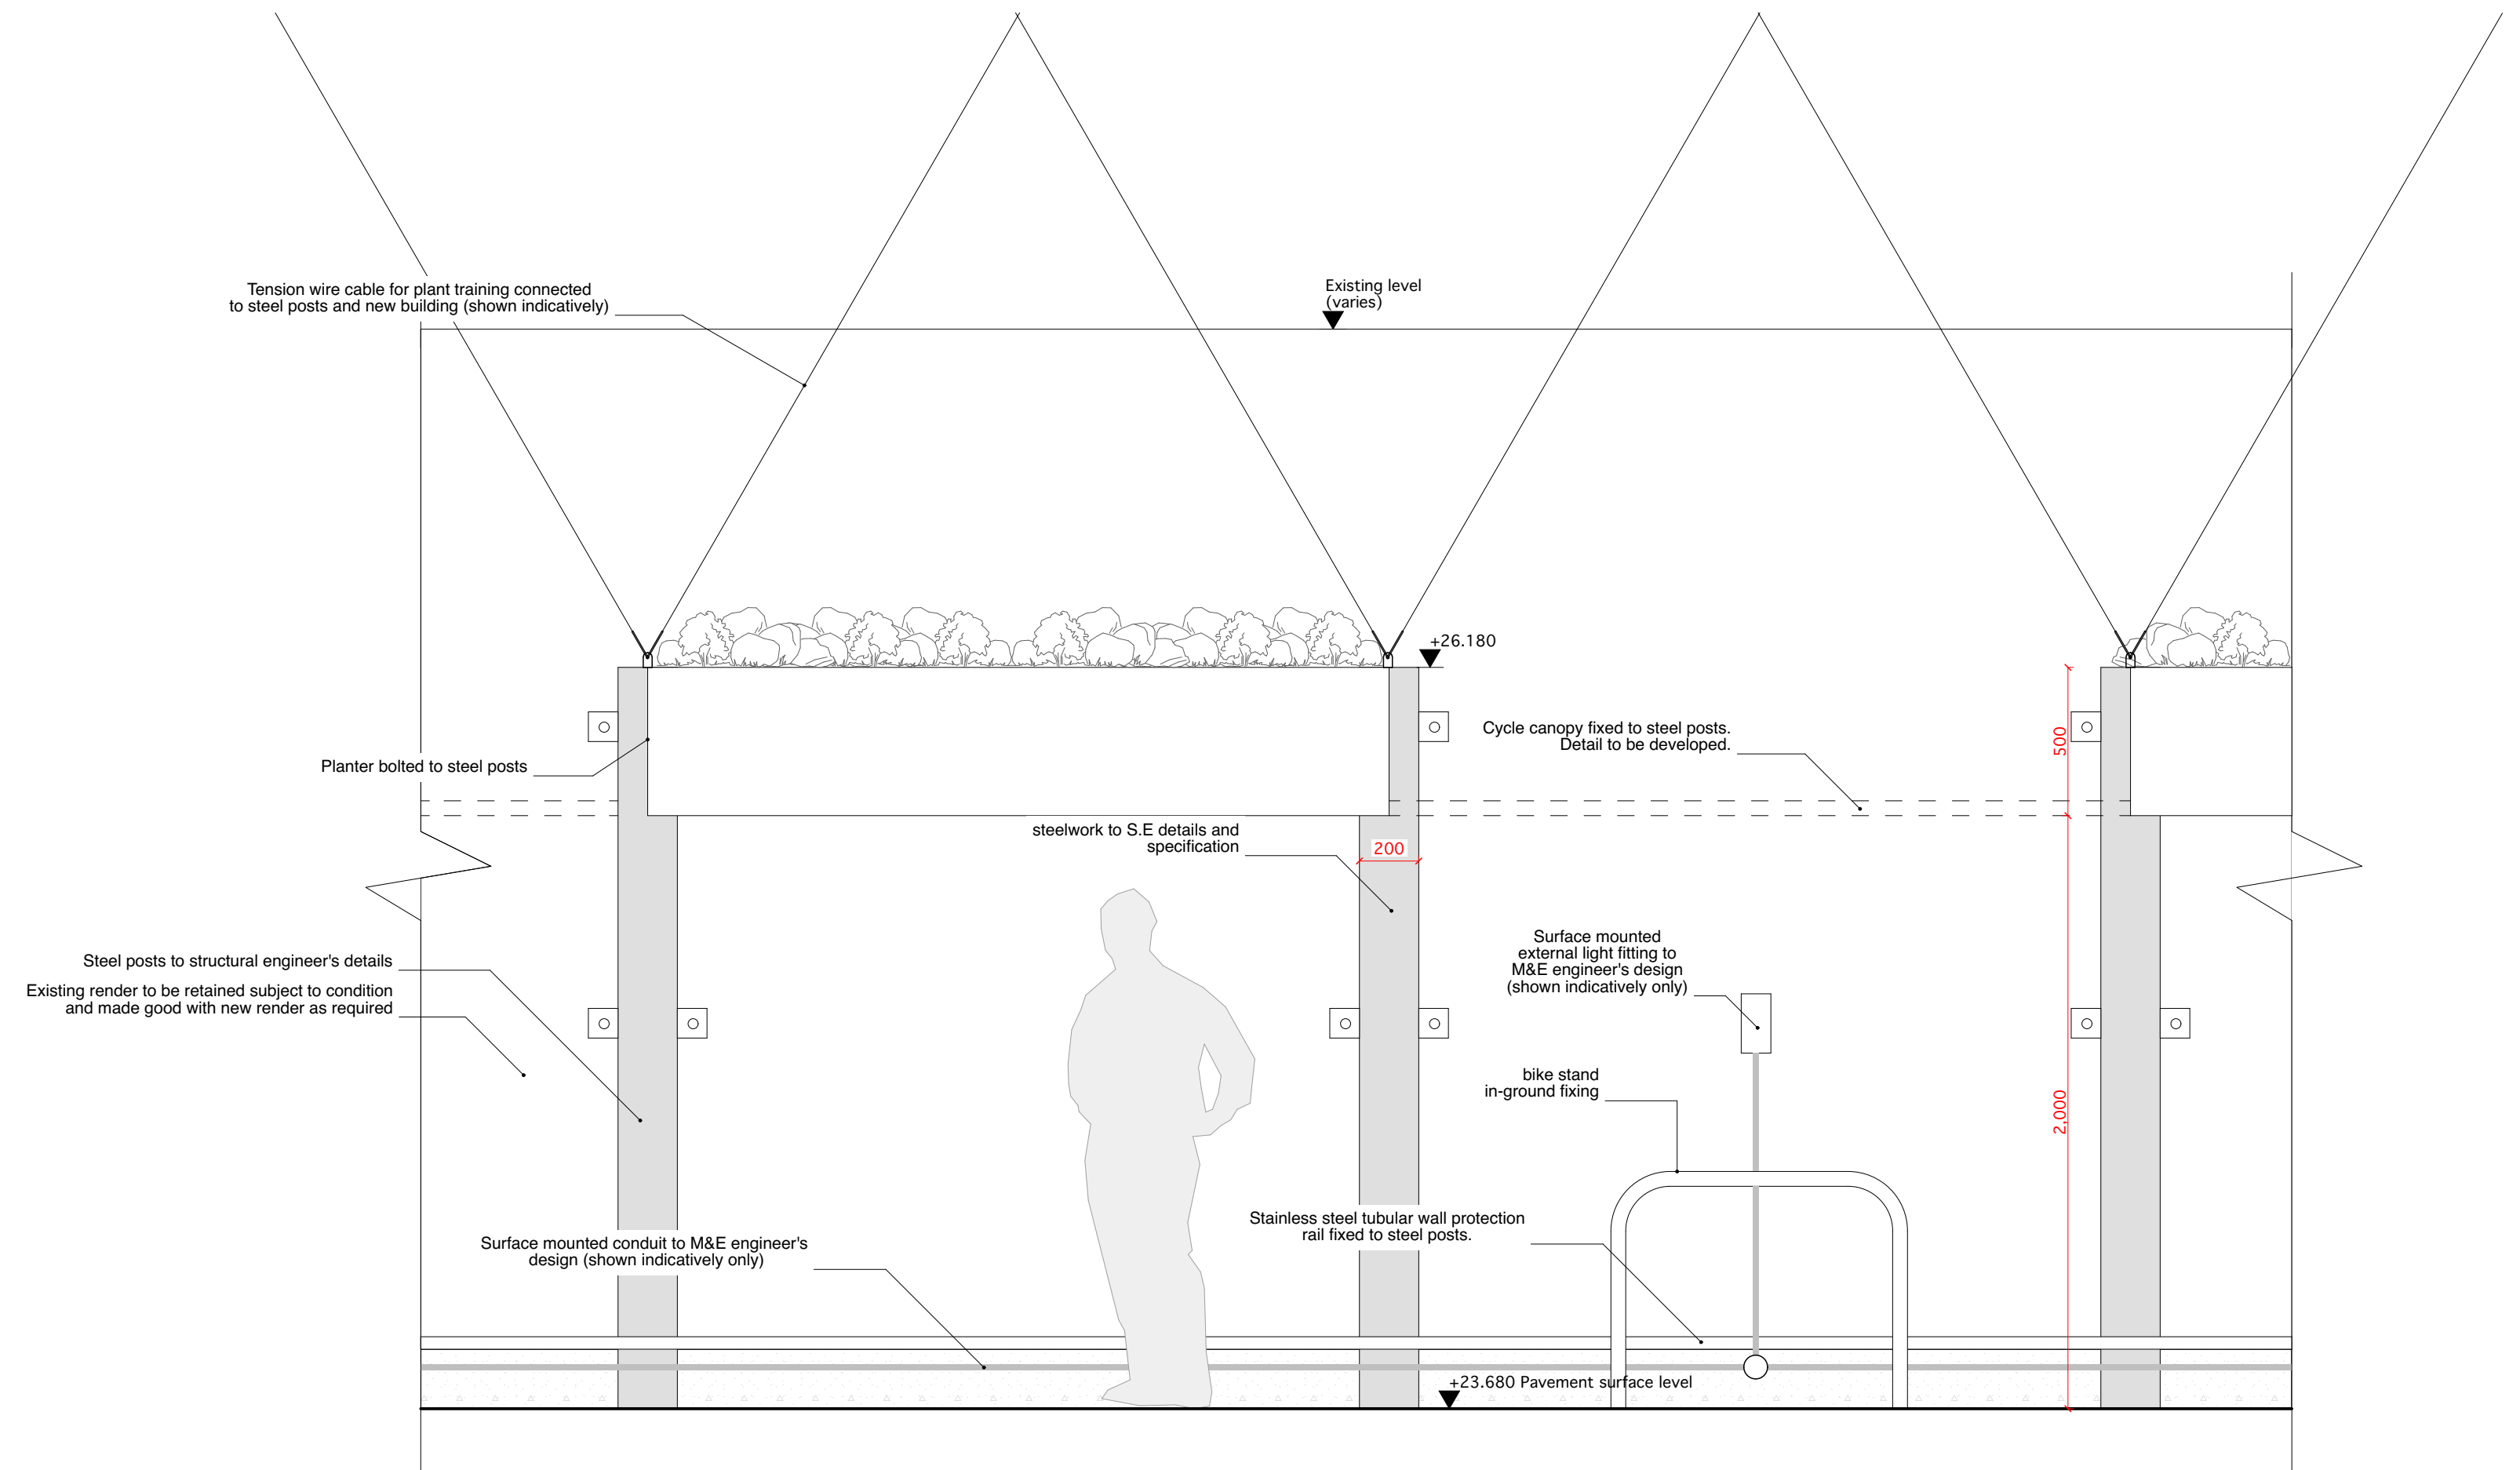 Tension wire cable for plant training connected
to steel posts and new building (shown indicatively)
Existing level
(varies)
+26.180
Cycle canopy fixed to steel posts.
Detail to be developed.
500
Planter bolted to steel posts
steelwork to S.E details and
specification
200
Surface mounted
external light fitting to
M&E engineer's design
(shown indicatively only)
Steel posts to structural engineer's details
Existing render to be retained subject to condition
and made good with new render as required
bike stand
in-ground fixing
2,000
Stainless steel tubular wall protection
rail fixed to steel posts.
Surface mounted conduit to M&E engineer's
design (shown indicatively only)
+23.680 Pavement surface level